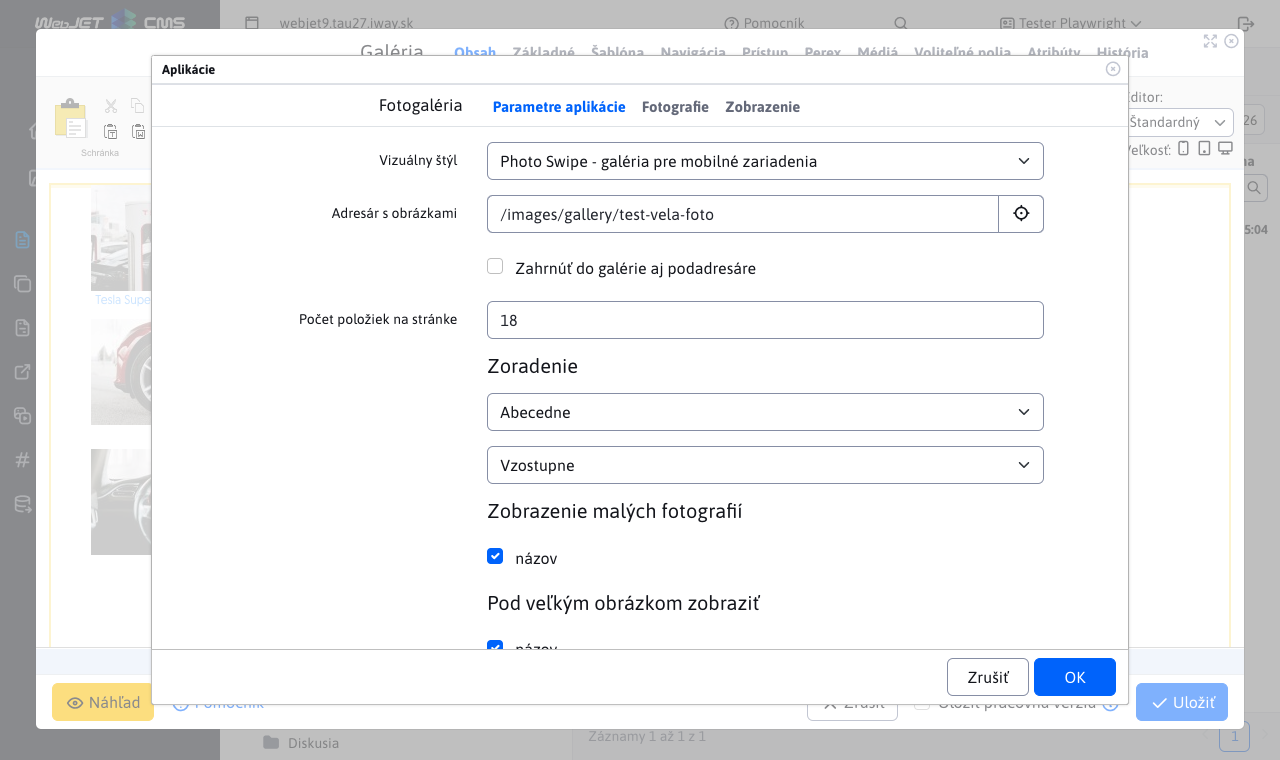 WebJET CMS
webjet9.tau27.iway.sk
Pomocník
Tester Playwright
Galéria
Obsah
Základné
Šablóna
Navigácia
Prístup
Perex
Médiá
Voliteľné polia
Atribúty
História
Aplikácie
Fotogaléria
Parametre aplikácie
Fotografie
Zobrazenie
Editor:
Štandardný
Veľkosť:
26
Schránka
Vizuálny štýl
Photo Swipe - galéria pre mobilné zariadenia
Adresár s obrázkami
/images/gallery/test-vela-foto
5:04
Zahrnúť do galérie aj podadresáre
Tesla Supe
Počet položiek na stránke
18
Zoradenie
Abecedne
Vzostupne
Zobrazenie malých fotografií
názov
Pod veľkým obrázkom zobraziť
názov
Zrušiť
OK
Náhľad
Pomocník
Zrušiť
Uložiť pracovnú verziu
Uložiť
Diskusia
Záznamy 1 až 1 z 1
1